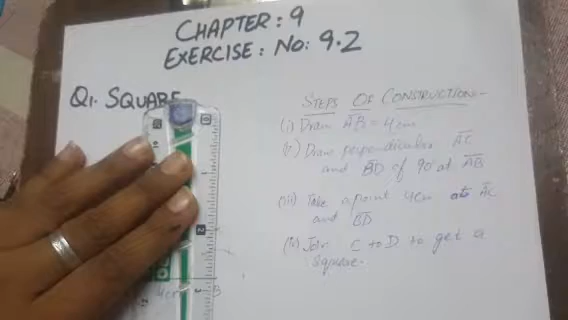 CHAPTER: 9
EXERCISE: NO: 9.2
Q1. SQUARE
STEPS OF CONSTRUCTION:-
(i) Draw AB = 4cm
(ii) Draw perpendicular AC
and BD of 90° at AB
(iii) Take a point 4cm at AC
and BD
(iv) Join C to D to get a
square.
4cm B